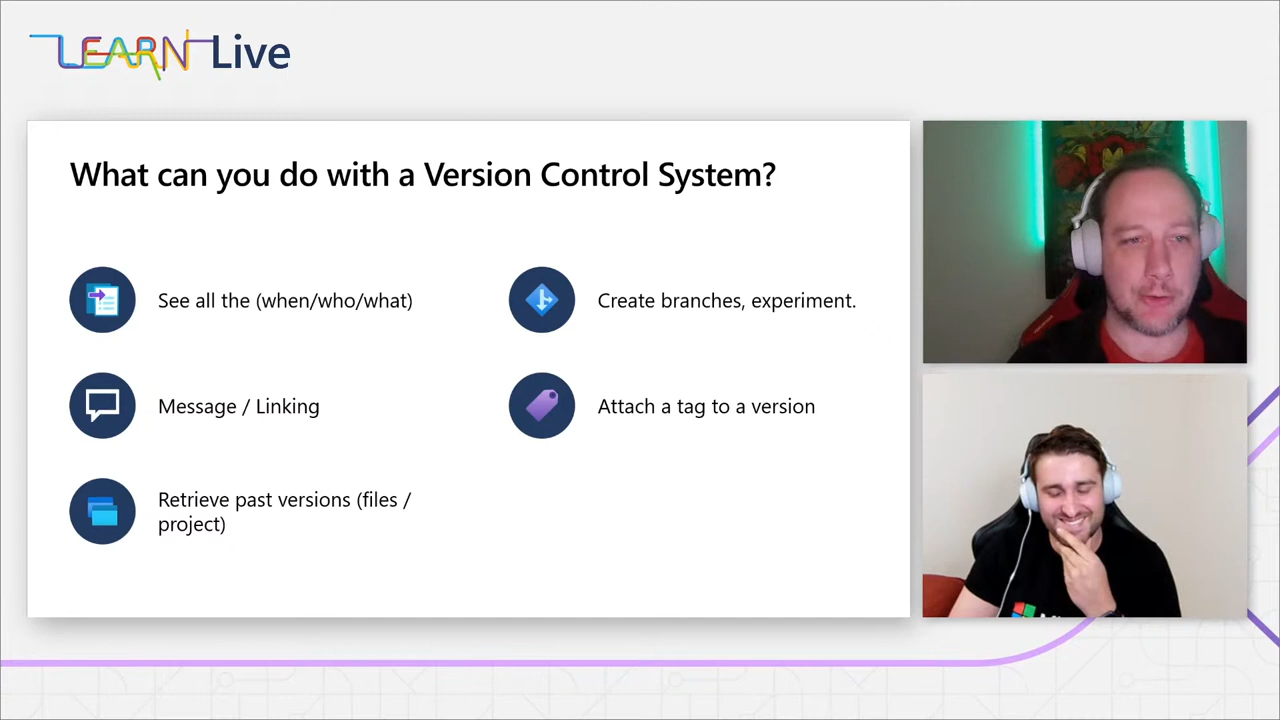 LEARN Live
What can you do with a Version Control System?
See all the (when/who/what)
Create branches, experiment.
Message / Linking
Attach a tag to a version
Retrieve past versions (files /
project)